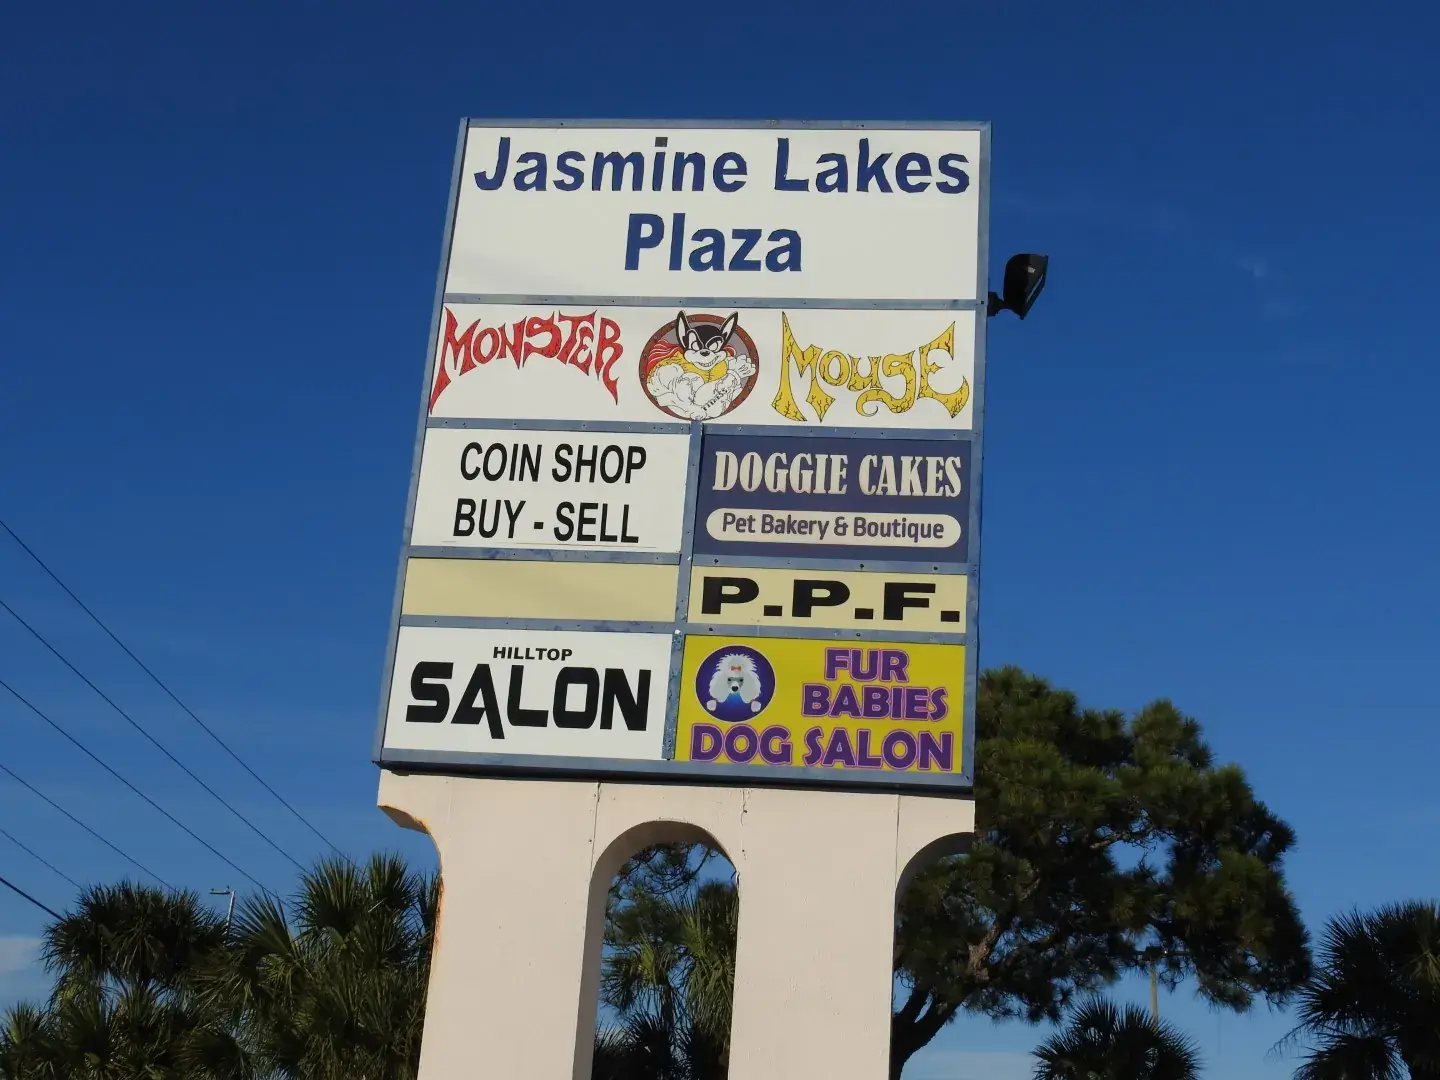 Jasmine Lakes
Plaza
MONSTER MOUSE
COIN SHOP
BUY - SELL
DOGGIE CAKES
Pet Bakery & Boutique
P.P.F.
HILLTOP
SALON
FUR
BABIES
DOG SALON